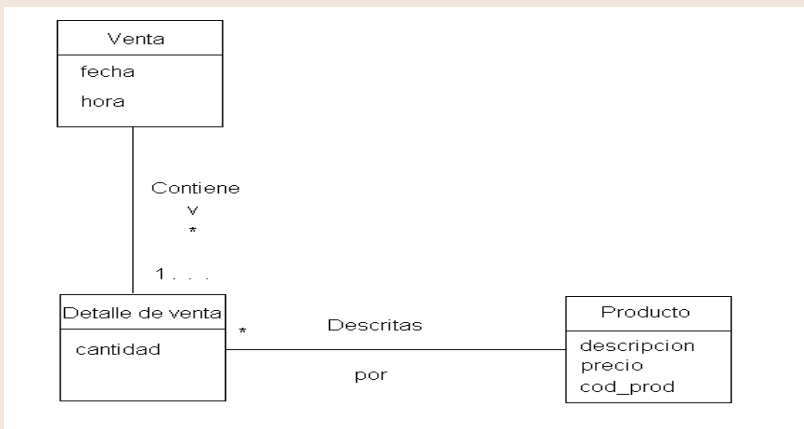 Venta
fecha
hora
Contiene
v
*
1 . . .
Detalle de venta
cantidad
*
Descritas
por
Producto
descripcion
precio
cod_prod